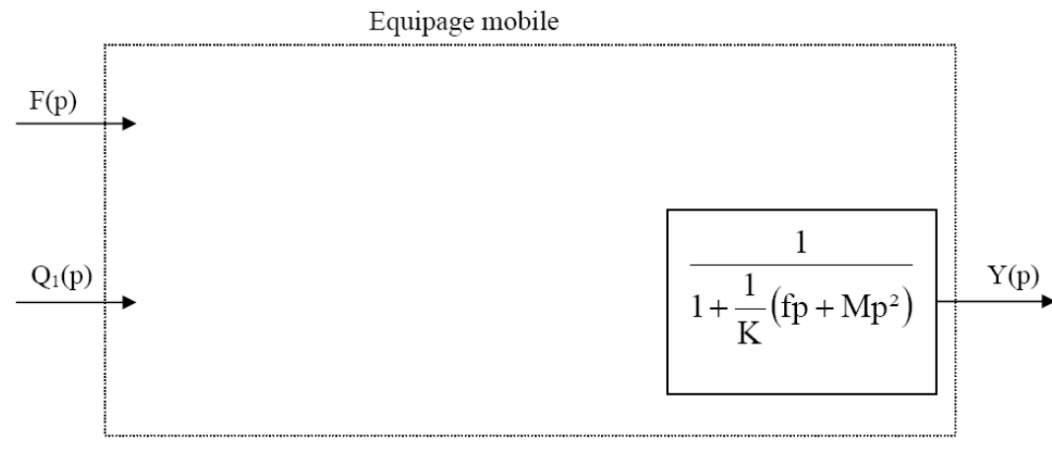 Equipage mobile
F(p)
Q₁(p)
1
1+ 1/K (fp + Mp²)
Y(p)